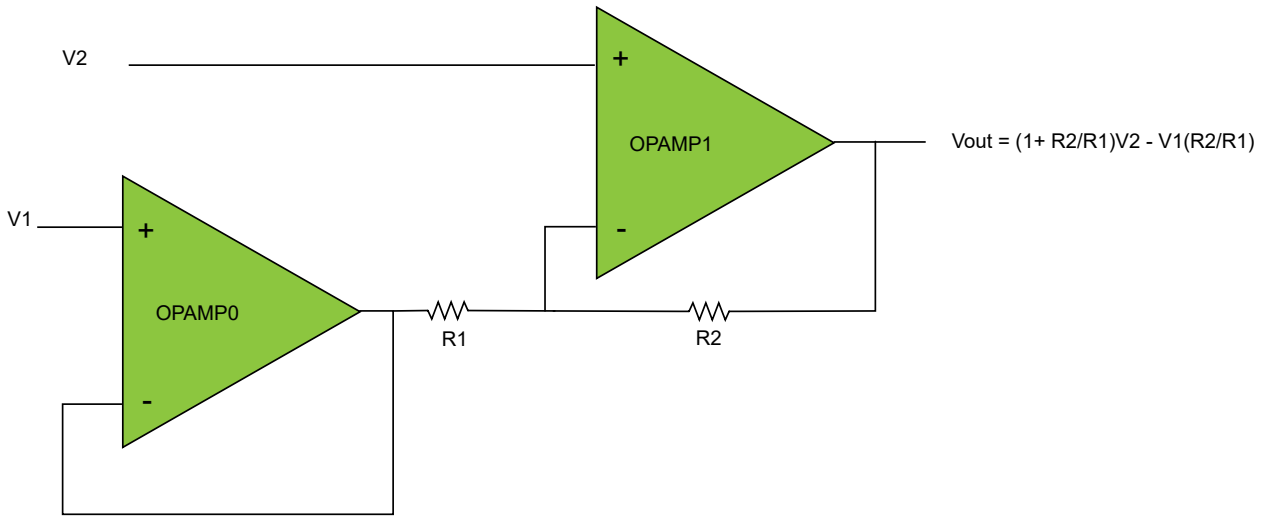 V2
+
OPAMP1
Vout = (1+ R2/R1)V2 - V1(R2/R1)
-
V1
+
OPAMP0
R1
R2
-